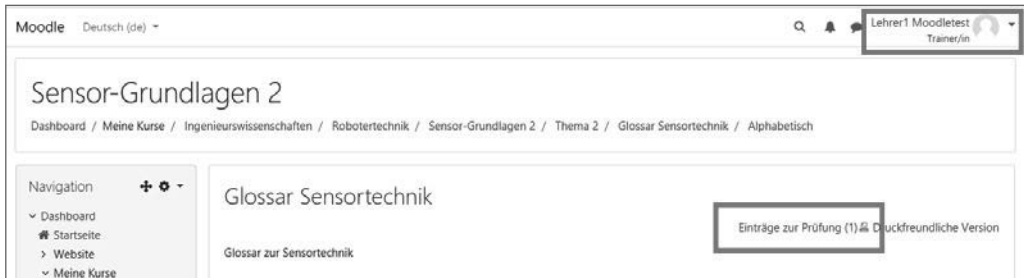 Moodle Deutsch (de)
Lehrer1 Moodletest
Trainer/in
Sensor-Grundlagen 2
Dashboard / Meine Kurse / Ingenieurswissenschaften / Robotertechnik / Sensor-Grundlagen 2 / Thema 2 / Glossar Sensortechnik / Alphabetisch
Navigation
Dashboard
Startseite
Website
Meine Kurse
Glossar Sensortechnik
Einträge zur Prüfung (1) Druckfreundliche Version
Glossar zur Sensortechnik